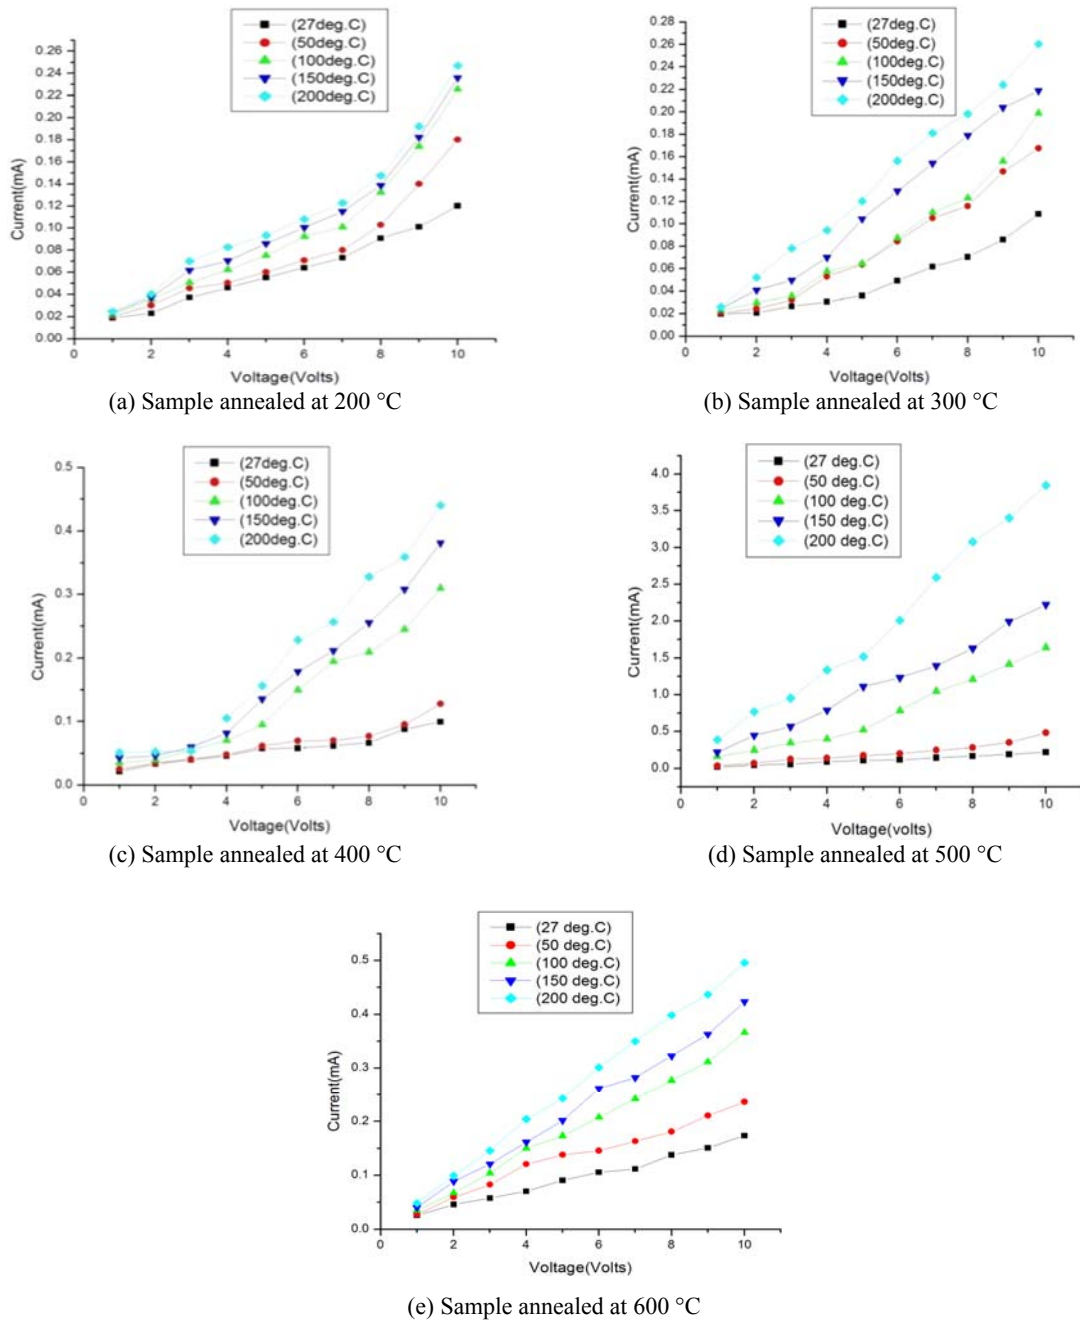 (27deg.C)
(50deg.C)
(100deg.C)
(150deg.C)
(200deg.C)
0.26
0.24
0.22
0.20
0.18
0.16
0.14
0.12
0.10
0.08
0.06
0.04
0.02
0.00
Current(mA)
0 2 4 6 8 10
Voltage(Volts)
(a) Sample annealed at 200 °C
(27deg.C)
(50deg.C)
(100deg.C)
(150deg.C)
(200deg.C)
0.28
0.26
0.24
0.22
0.20
0.18
0.16
0.14
0.12
0.10
0.08
0.06
0.04
0.02
0.00
Current(mA)
0 2 4 6 8 10
Voltage(Volts)
(b) Sample annealed at 300 °C
(27deg.C)
(50deg.C)
(100deg.C)
(150deg.C)
(200deg.C)
0.5
0.4
0.3
0.2
0.1
0.0
Current(mA)
0 2 4 6 8 10
Voltage(Volts)
(c) Sample annealed at 400 °C
(27 deg.C)
(50 deg.C)
(100 deg.C)
(150 deg.C)
(200 deg.C)
4.0
3.5
3.0
2.5
2.0
1.5
1.0
0.5
0.0
Current(mA)
0 2 4 6 8 10
Voltage(volts)
(d) Sample annealed at 500 °C
(27 deg.C)
(50 deg.C)
(100 deg.C)
(150 deg.C)
(200 deg.C)
0.5
0.4
0.3
0.2
0.1
0.0
Current(mA)
0 2 4 6 8 10
Voltage(Volts)
(e) Sample annealed at 600 °C